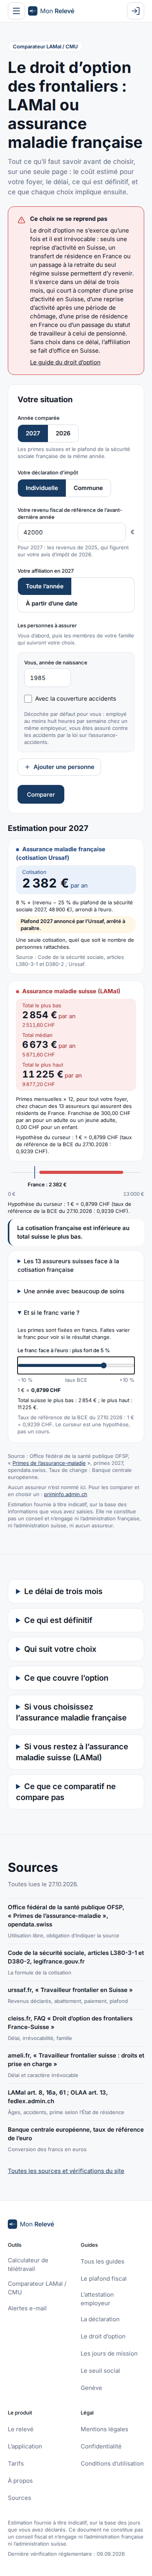 Mon Relevé
Comparateur LAMal / CMU
Le droit d’option
des frontaliers :
LAMal ou
assurance
maladie française
Tout ce qu’il faut savoir avant de choisir,
sur une seule page : le coût estimé pour
votre foyer, le délai, ce qui est définitif, et
ce que chaque choix implique ensuite.
Ce choix ne se reprend pas
Le droit d’option ne s’exerce qu’une
fois et il est irrévocable : seuls une
reprise d’activité en Suisse, un
transfert de résidence en France ou
un passage à la retraite du seul
régime suisse permettent d’y revenir.
Il s’exerce dans un délai de trois
mois, qui court à compter d’une prise
d’activité en Suisse, d’une reprise
d’activité après une période de
chômage, d’une prise de résidence
en France ou d’un passage du statut
de travailleur à celui de pensionné.
Sans choix dans ce délai, l’affiliation
se fait d’office en Suisse.
Le guide du droit d’option
Votre situation
Année comparée
2027 2026
Les primes suisses et le plafond de la sécurité
sociale française de la même année.
Votre déclaration d’impôt
Individuelle Commune
Votre revenu fiscal de référence de l’avant-
dernière année
42000 €
Pour 2027 : les revenus de 2025, qui figurent
sur votre avis d’impôt de 2026.
Votre affiliation en 2027
Toute l’année
À partir d’une date
Les personnes à assurer
Vous d’abord, puis les membres de votre famille
qui suivront votre choix.
Vous, année de naissance
1985
Avec la couverture accidents
Décochée par défaut pour vous : employé
au moins huit heures par semaine chez un
même employeur, vous êtes assuré contre
les accidents par la loi sur l’assurance-
accidents.
+ Ajouter une personne
Comparer
Estimation pour 2027
Assurance maladie française
(cotisation Urssaf)
Cotisation
2 382 € par an
8 % × (revenu − 25 % du plafond de la sécurité
sociale 2027, 48 900 €), arrondi à l’euro.
Plafond 2027 annoncé par l’Urssaf, arrêté à
paraître.
Une seule cotisation, quel que soit le nombre de
personnes rattachées.
Source : Code de la sécurité sociale, articles
L380-3-1 et D380-2 ; Urssaf.
Assurance maladie suisse (LAMal)
Total le plus bas
2 854 € par an
2 511,60 CHF
Total médian
6 673 € par an
5 871,60 CHF
Total le plus haut
11 225 € par an
9 877,20 CHF
Primes mensuelles × 12, pour tout votre foyer,
chez chacun des 13 assureurs qui assurent des
résidents de France. Franchise de 300,00 CHF
par an pour un adulte ou un jeune adulte,
0,00 CHF pour un enfant.
Hypothèse du curseur : 1 € = 0,8799 CHF (taux
de référence de la BCE du 27.10.2026 :
0,9239 CHF).
France : 2 382 €
0 € 13 000 €
Hypothèse du curseur : 1 € = 0,8799 CHF (taux de
référence de la BCE du 27.10.2026 : 0,9239 CHF).
La cotisation française est inférieure au
total suisse le plus bas.
Les 13 assureurs suisses face à la
cotisation française
Une année avec beaucoup de soins
Et si le franc varie ?
Les primes sont fixées en francs. Faites varier
le franc pour voir si le résultat change.
Le franc face à l’euro : plus fort de 5 %
−10 % taux BCE +10 %
1 € = 0,8799 CHF
Total suisse le plus bas : 2 854 € ; le plus haut :
11 225 €.
Taux de référence de la BCE du 27.10.2026 : 1 €
= 0,9239 CHF. Le curseur est une hypothèse,
pas un cours.
Source : Office fédéral de la santé publique OFSP,
« Primes de l’assurance-maladie », primes 2027,
opendata.swiss. Taux de change : Banque centrale
européenne.
Aucun assureur n’est nommé ici. Pour les comparer et
en choisir un : priminfo.admin.ch
Estimation fournie à titre indicatif, sur la base des
informations que vous avez saisies. Elle ne constitue
pas un conseil et n’engage ni l’administration française,
ni l’administration suisse, ni aucun assureur.
Le délai de trois mois
Ce qui est définitif
Qui suit votre choix
Ce que couvre l’option
Si vous choisissez
l’assurance maladie française
Si vous restez à l’assurance
maladie suisse (LAMal)
Ce que ce comparatif ne
compare pas
Sources
Toutes lues le 27.10.2026.
Office fédéral de la santé publique OFSP,
« Primes de l’assurance-maladie »,
opendata.swiss
Utilisation libre, obligation d’indiquer la source
Code de la sécurité sociale, articles L380-3-1 et
D380-2, legifrance.gouv.fr
La formule de la cotisation
urssaf.fr, « Travailleur frontalier en Suisse »
Revenus déclarés, abattement, paiement, plafond
cleiss.fr, FAQ « Droit d’option des frontaliers
France-Suisse »
Délai, irrévocabilité, famille
ameli.fr, « Travailleur frontalier suisse : droits et
prise en charge »
Délai et caractère irrévocable
LAMal art. 8, 16a, 61 ; OLAA art. 13,
fedlex.admin.ch
Âges, accidents, prime selon l’État de résidence
Banque centrale européenne, taux de référence
de l’euro
Conversion des francs en euros
Toutes les sources et vérifications du site
Mon Relevé
Outils
Calculateur de
télétravail
Comparateur LAMal /
CMU
Alertes e-mail
Guides
Tous les guides
Le plafond fiscal
L’attestation
employeur
La déclaration
Le droit d’option
Les jours de mission
Le seuil social
Genève
Le produit
Le relevé
L’application
Tarifs
À propos
Sources
Légal
Mentions légales
Confidentialité
Conditions d’utilisation
Estimation fournie à titre indicatif, sur la base des jours
que vous avez déclarés. Ce document ne constitue pas
un conseil fiscal et n’engage ni l’administration française
ni l’administration suisse.
Dernière vérification réglementaire : 09.09.2026